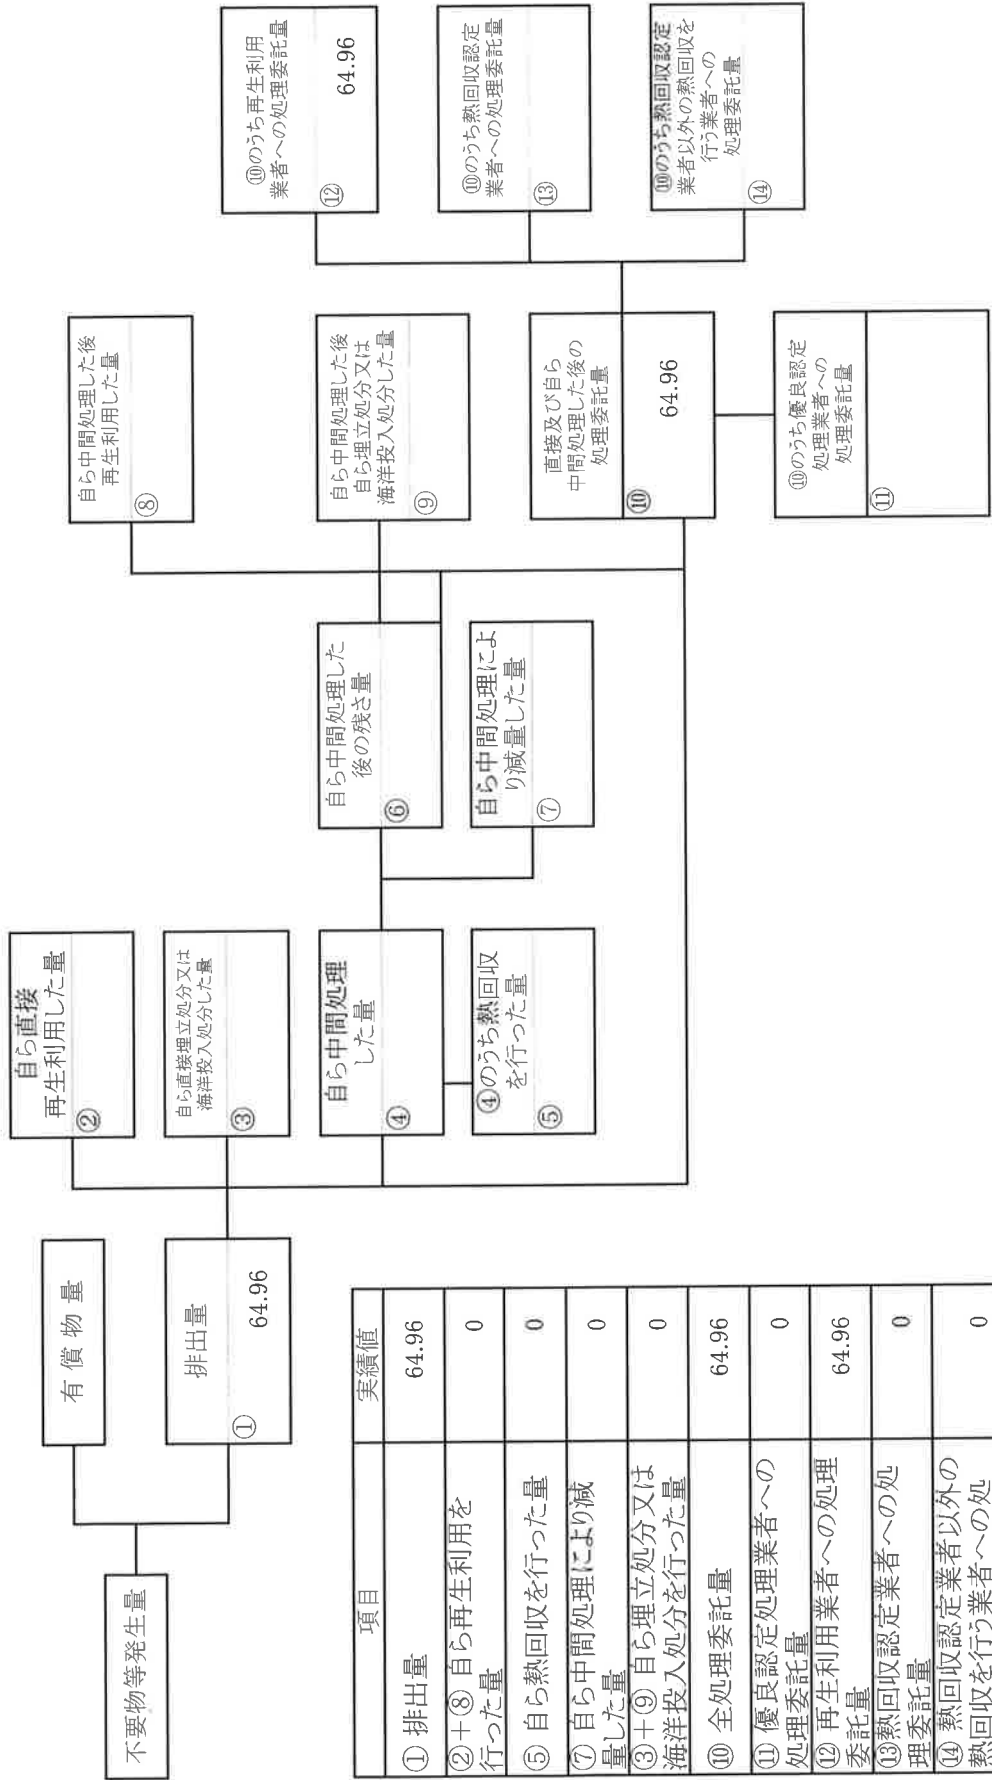 不要物等発生量
有償物量
排出量
①
64.96
自ら直接
再生利用した量
②
自ら直接埋立処分又は
海洋投入処分した量
③
自ら中間処理
した量
④
④のうち熱回収
を行った量
⑤
自ら中間処理した
後の残さ量
⑥
自ら中間処理によ
り減量した量
⑦
自ら中間処理した後
再生利用した量
⑧
自ら中間処理した後
自ら埋立処分又は
海洋投入処分した量
⑨
直接及び自ら
中間処理した後の
処理委託量
⑩
64.96
⑩のうち優良認定
処理業者への
処理委託量
⑪
⑩のうち再生利用
業者への処理委託量
⑫
64.96
⑩のうち熱回収認定
業者への処理委託量
⑬
⑩のうち熱回収認定
業者以外の熱回収を
行う業者への
処理委託量
⑭
項目 実績値
①排出量 64.96
②+⑧ 自ら再生利用を
行った量 0
⑤ 自ら熱回収を行った量 0
⑦ 自ら中間処理により減
量した量 0
③+⑨ 自ら埋立処分又は
海洋投入処分を行った量 0
⑩ 全処理委託量 64.96
⑪ 優良認定処理業者への
処理委託量 0
⑫ 再生利用業者への処理
委託量 64.96
⑬熱回収認定業者への処
理委託量 0
⑭ 熱回収認定業者以外の
熱回収を行う業者への処 0